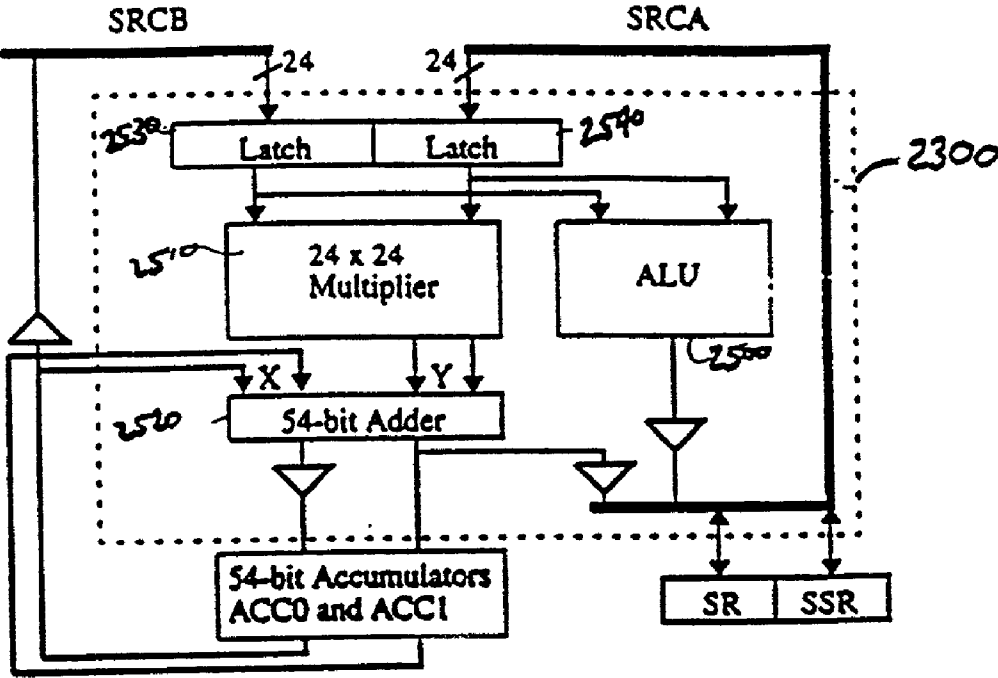 SRCB
SRCA
24
24
2530
Latch
Latch
2540
2300
2510
24 x 24
Multiplier
ALU
2500
X
Y
2520
54-bit Adder
54-bit Accumulators
ACC0 and ACC1
SR
SSR